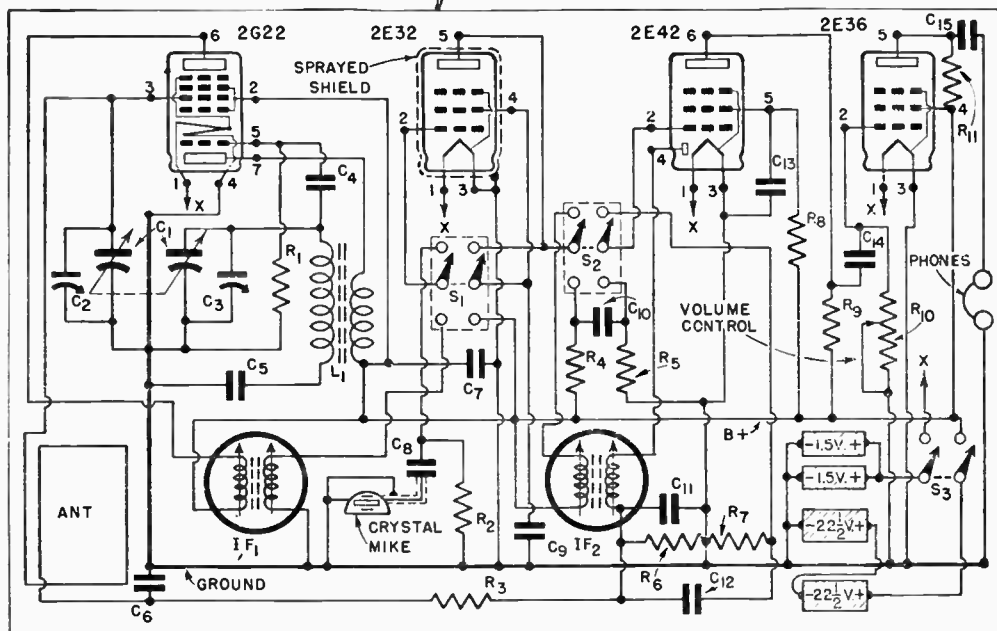 2G22
2E32
2E42
2E36
C15
6
5
6
5
SPRAYED
SHIELD
3
2
4
2
5
4
2
4
2
R11
5
7
1
4
X
1
3
X
1
3
X
1
3
X
C4
C13
R8
C1
C2
C3
R1
L1
S1
S2
C14
PHONES
C10
VOLUME
CONTROL
R9
R10
C5
C7
R4
R5
X
B+
C8
-1.5V.+
-1.5V.+
S3
ANT
CRYSTAL
MIKE
R2
C11
R7
IF1
C9
IF2
R6
-22½V+
GROUND
R3
C12
C6
-22½V+